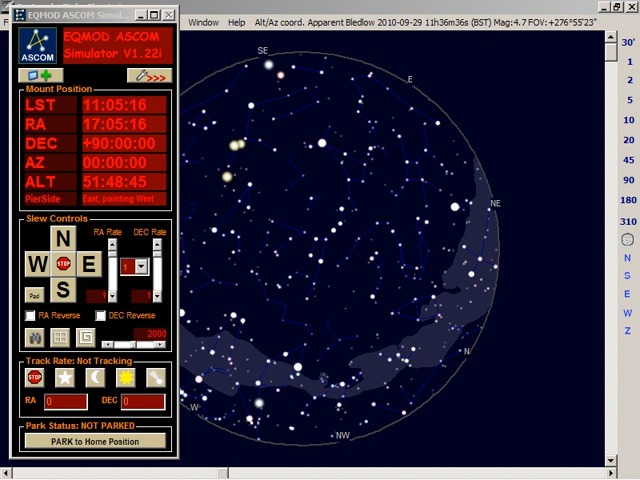 EQMOD ASCOM Simul...
Window Help Alt/Az coord. Apparent Bledlow 2010-09-29 11h36m36s (BST) Mag:4.7 FOV:+276°55'23"
ASCOM
EQMOD ASCOM
Simulator V1.22i
>>>
Mount Position
LST 11:05:16
RA 17:05:16
DEC +90:00:00
AZ 00:00:00
ALT 51:48:45
PierSide East, pointing West
Slew Controls
N
W STOP E
S
RA Rate DEC Rate
1
1 1
Pad
RA Reverse DEC Reverse
2000
Track Rate: Not Tracking
STOP
RA 0 DEC 0
Park Status: NOT PARKED
PARK to Home Position
SE
E
NE
N
NW
W
30'
1
2
5
10
20
45
90
180
310
N
S
E
W
Z